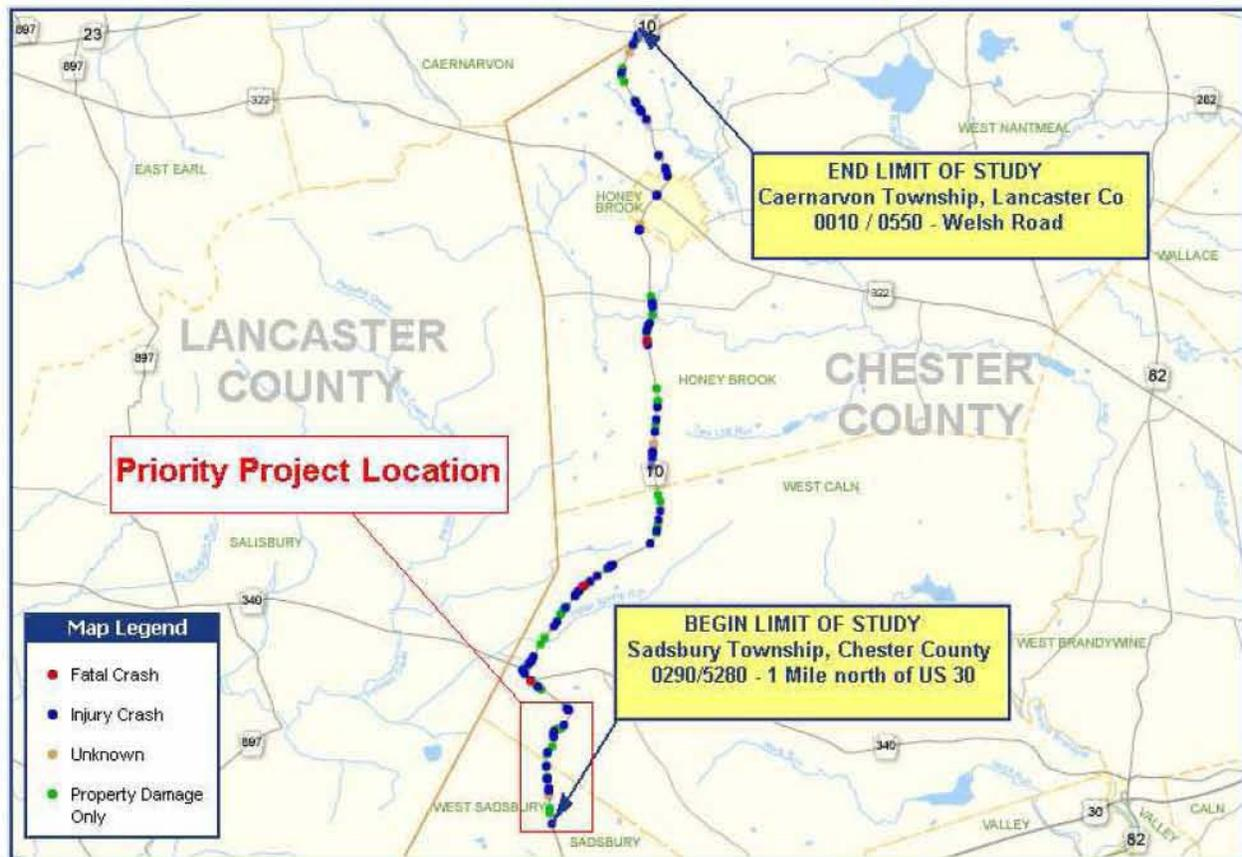 897
23
10
CAERNARVON
897
322
282
WEST NANTMEAL
EAST EARL
END LIMIT OF STUDY
Caernarvon Township, Lancaster Co
0010 / 0550 - Welsh Road
HONEY
BROOK
WALLACE
322
LANCASTER
COUNTY
897
HONEY BROOK
CHESTER
COUNTY
82
Priority Project Location
10
WEST CALN
SALISBURY
340
Map Legend
Fatal Crash
Injury Crash
Unknown
Property Damage
Only
BEGIN LIMIT OF STUDY
Sadsbury Township, Chester County
0290/5280 - 1 Mile north of US 30
WEST BRANDYWINE
897
340
WEST SADSBURY
SADSBURY
VALLEY
30
VALLEY
CALN
82